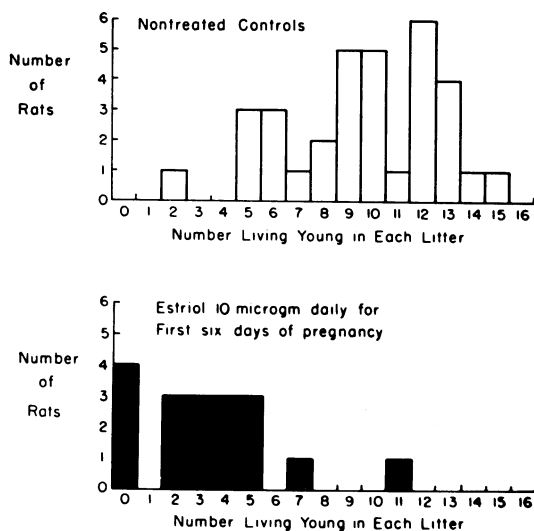 Nontreated Controls
Number
of
Rats
6
5
4
3
2
1
0
0 1 2 3 4 5 6 7 8 9 10 11 12 13 14 15 16
Number Living Young in Each Litter
Estriol 10 microgm daily for
First six days of pregnancy
Number
of
Rats
6
5
4
3
2
1
0
0 1 2 3 4 5 6 7 8 9 10 11 12 13 14 15 16
Number Living Young in Each Litter